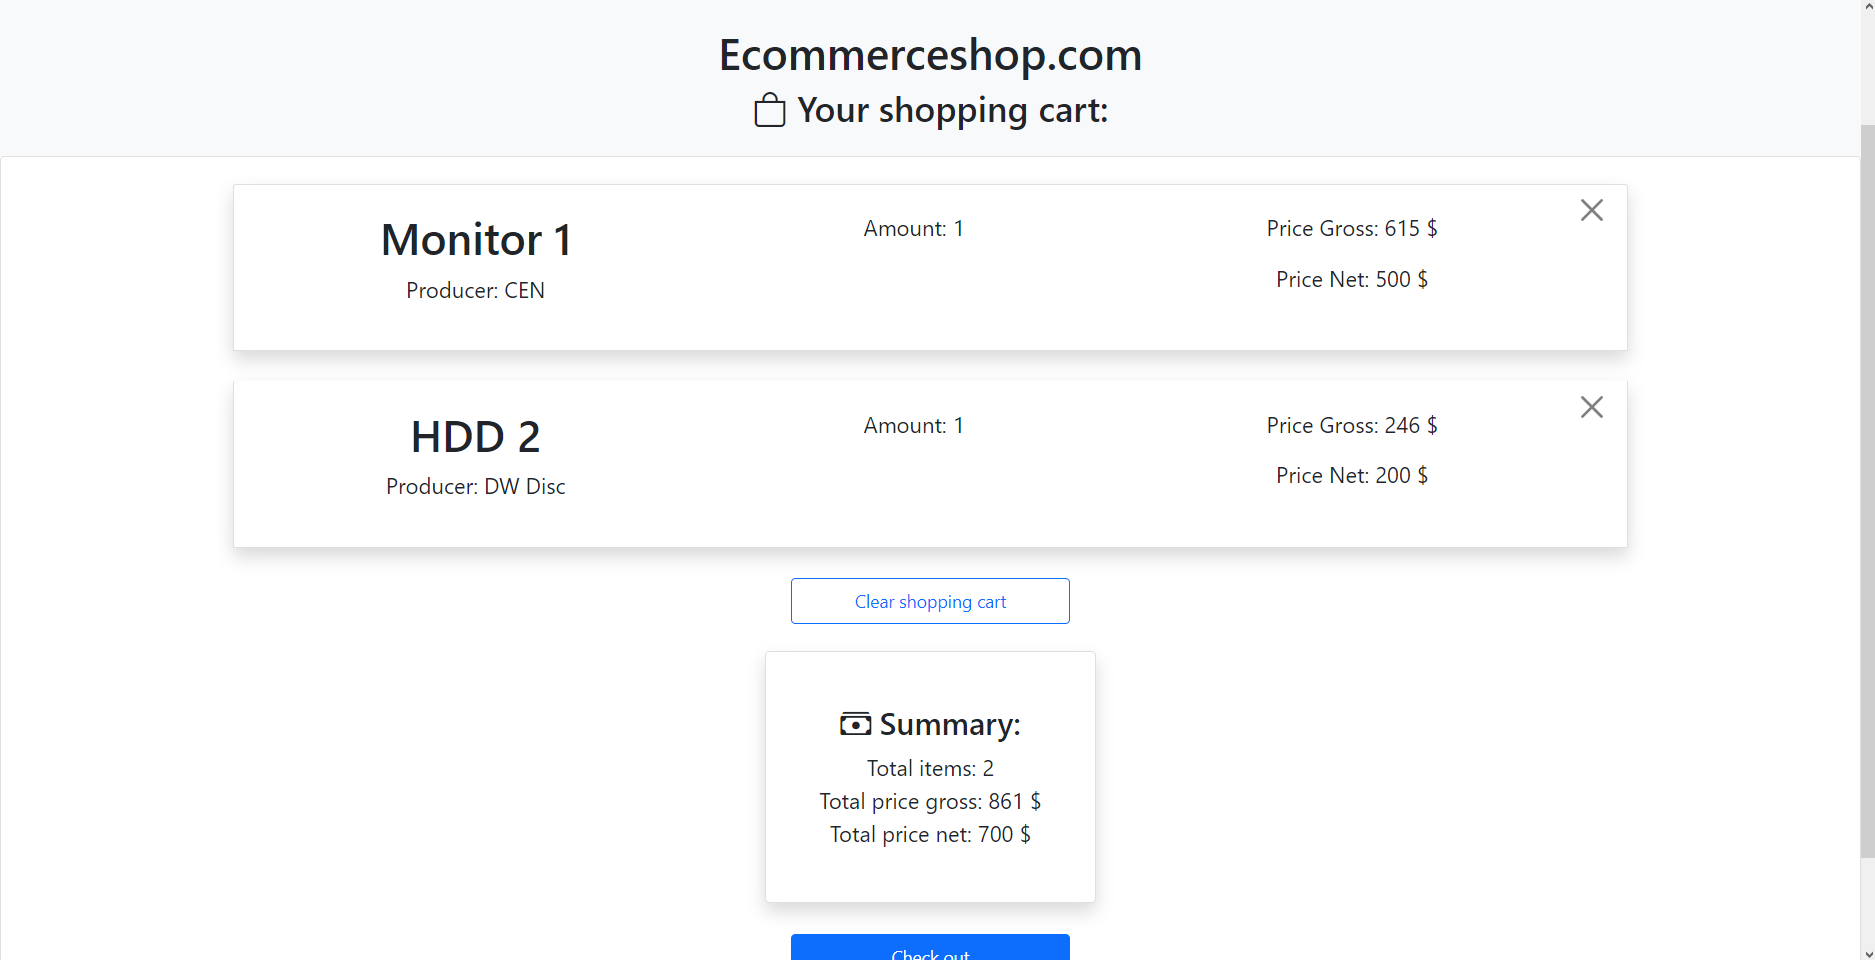 Ecommerceshop.com
Your shopping cart:
Monitor 1
Producer: CEN
Amount: 1
Price Gross: 615 $
Price Net: 500 $
HDD 2
Producer: DW Disc
Amount: 1
Price Gross: 246 $
Price Net: 200 $
Clear shopping cart
Summary:
Total items: 2
Total price gross: 861 $
Total price net: 700 $
Check out